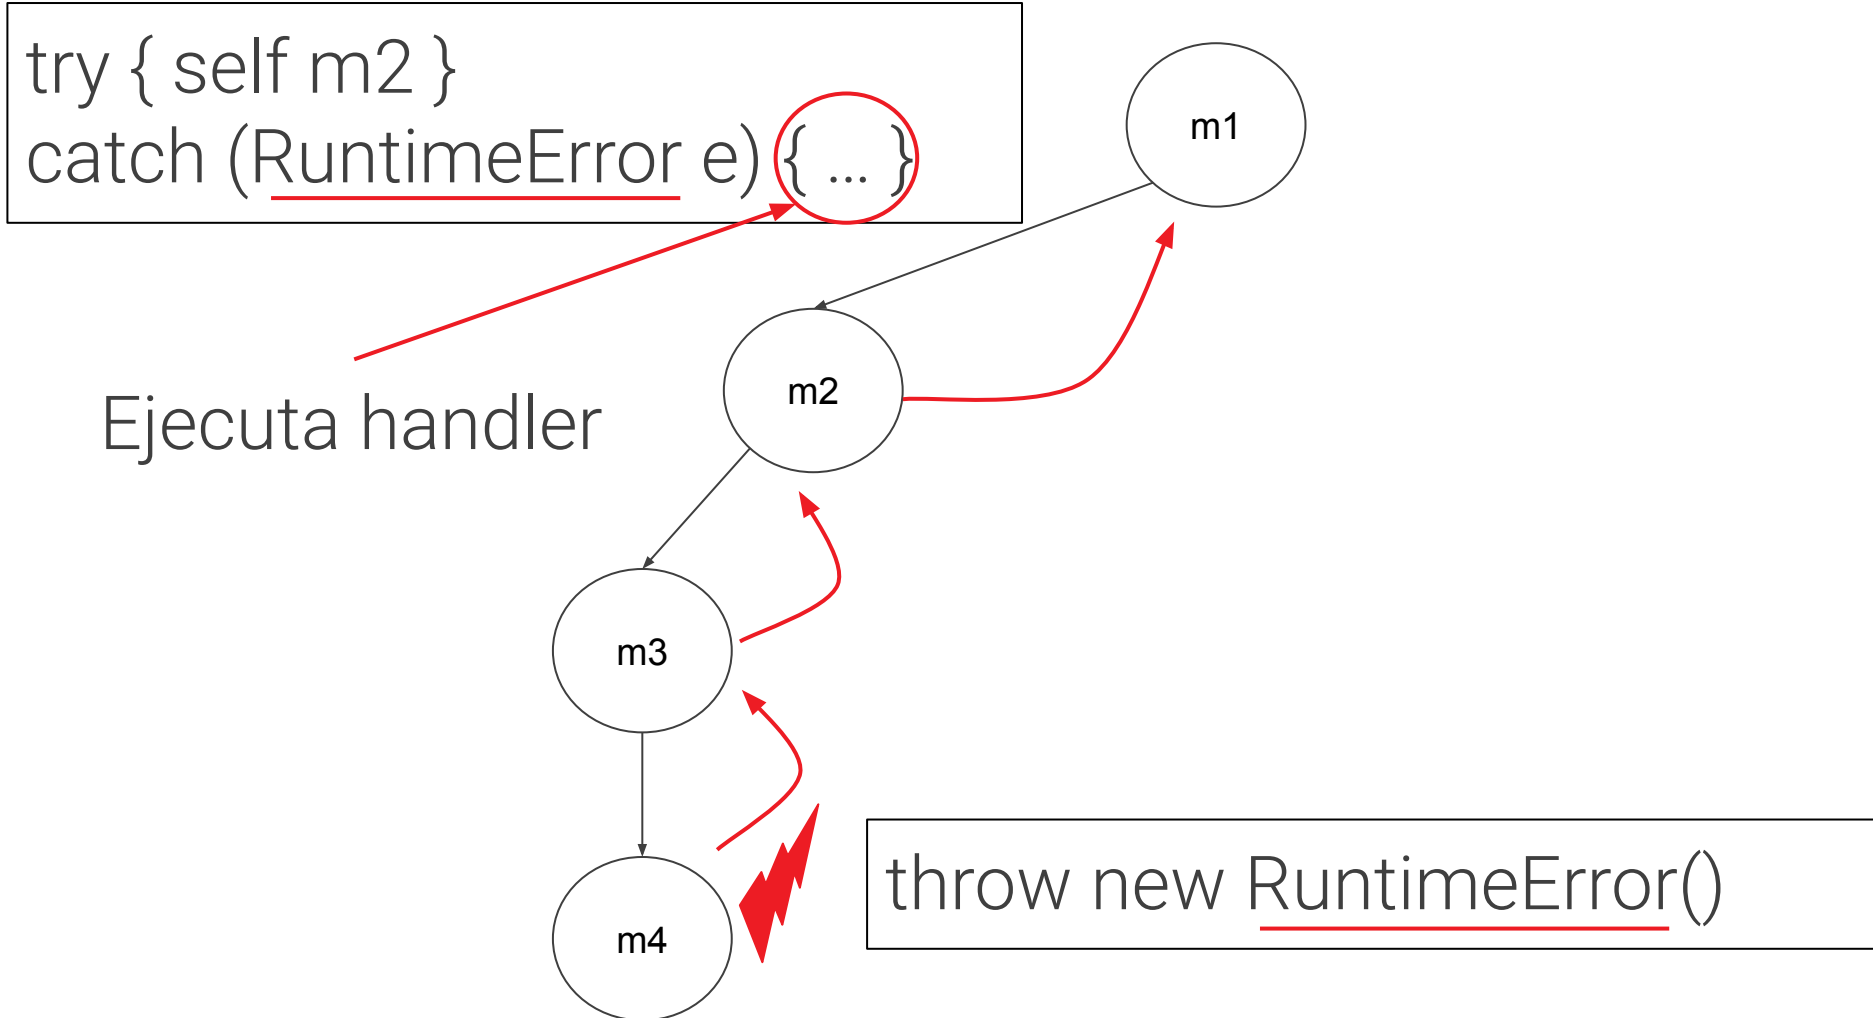 try { self m2 }
catch (RuntimeError e) { ... }
m1
m2
Ejecuta handler
m3
throw new RuntimeError()
m4